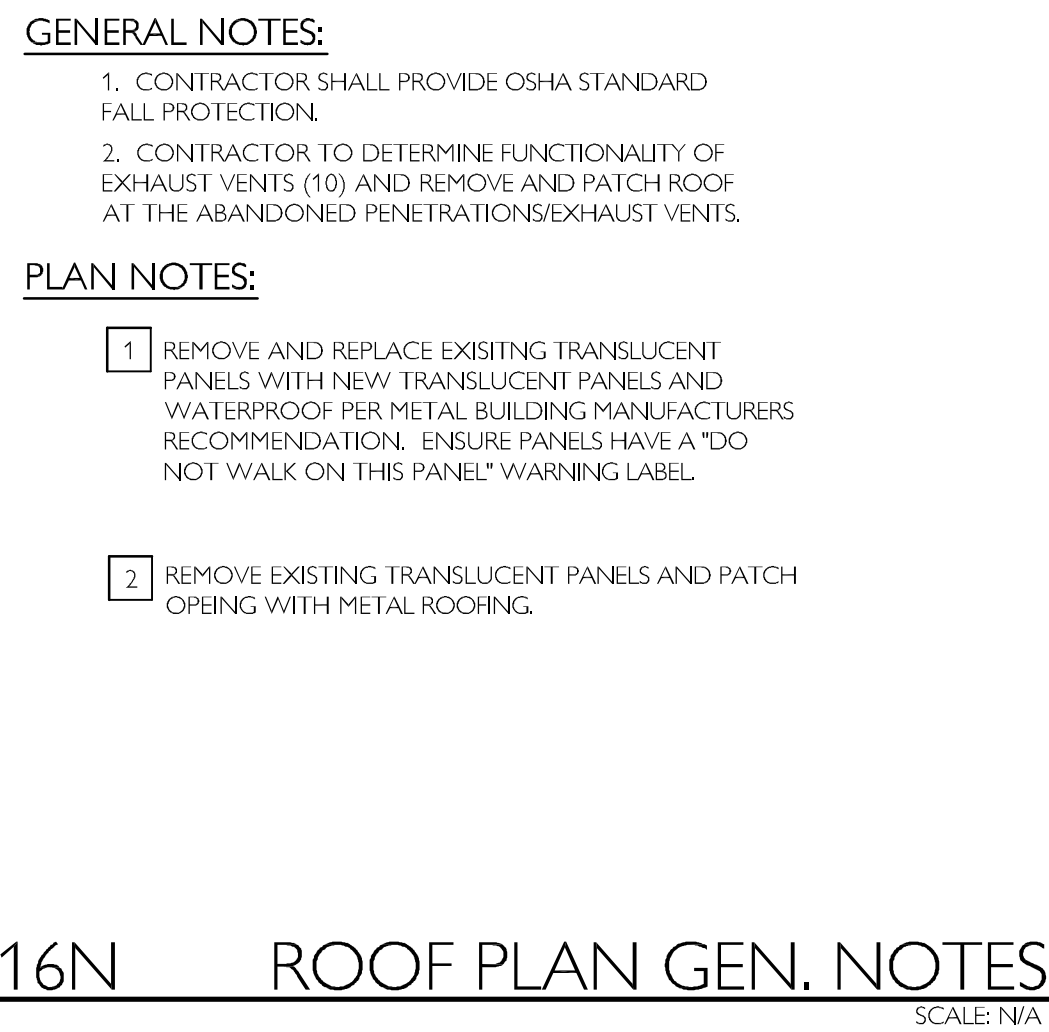 GENERAL NOTES:
1. CONTRACTOR SHALL PROVIDE OSHA STANDARD
FALL PROTECTION.
2. CONTRACTOR TO DETERMINE FUNCTIONALITY OF
EXHAUST VENTS (10) AND REMOVE AND PATCH ROOF
AT THE ABANDONED PENETRATIONS/EXHAUST VENTS.
PLAN NOTES:
1 REMOVE AND REPLACE EXISITNG TRANSLUCENT
PANELS WITH NEW TRANSLUCENT PANELS AND
WATERPROOF PER METAL BUILDING MANUFACTURERS
RECOMMENDATION. ENSURE PANELS HAVE A "DO
NOT WALK ON THIS PANEL" WARNING LABEL.
2 REMOVE EXISTING TRANSLUCENT PANELS AND PATCH
OPEING WITH METAL ROOFING.
16N ROOF PLAN GEN. NOTES
SCALE: N/A